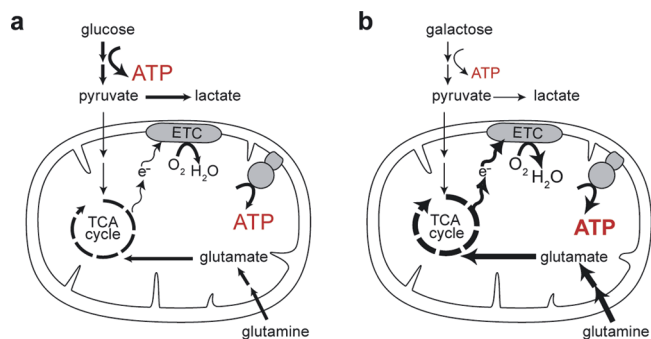 a
glucose
ATP
pyruvate
lactate
ETC
e-
O2
H2O
TCA
cycle
ATP
glutamate
glutamine
b
galactose
ATP
pyruvate
lactate
ETC
e-
O2
H2O
TCA
cycle
ATP
glutamate
glutamine